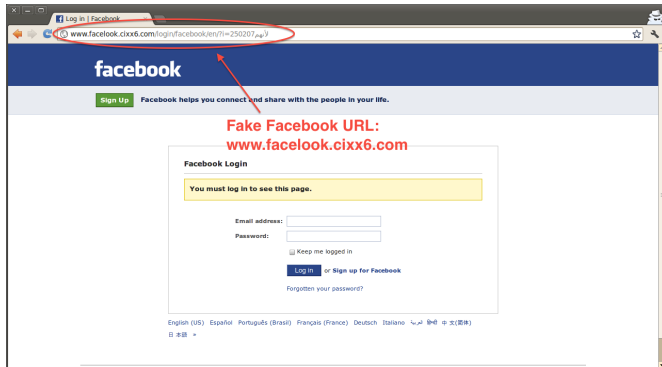 Log in | Facebook
www.facelook.cixx6.com/login/facebook/en/?i=250207لأنهم
facebook
Sign Up Facebook helps you connect and share with the people in your life.
Fake Facebook URL:
www.facelook.cixx6.com
Facebook Login
You must log in to see this page.
Email address:
Password:
Keep me logged in
Log in or Sign up for Facebook
Forgotten your password?
English (US) Español Português (Brasil) Français (France) Deutsch Italiano العربية हिन्दी 中文(简体)
日本語 »